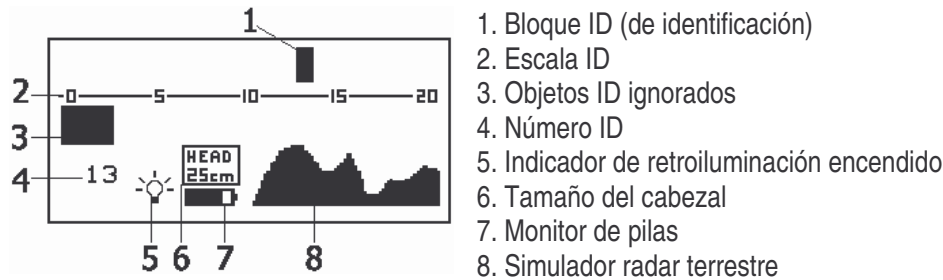 1
2
0 5 10 15 20
3
4
13
HEAD
25cm
5 6 7 8
1. Bloque ID (de identificación)
2. Escala ID
3. Objetos ID ignorados
4. Número ID
5. Indicador de retroiluminación encendido
6. Tamaño del cabezal
7. Monitor de pilas
8. Simulador radar terrestre